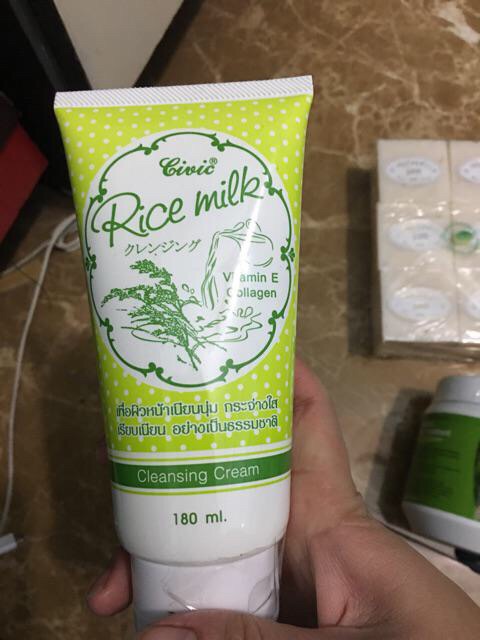 Civic®
Rice milk
クレンジング
Vitamin E
Collagen
เพื่อผิวหน้าเนียนนุ่ม กระจ่างใส
เรียบเนียน อย่างเป็นธรรมชาติ
Cleansing Cream
180 ml.